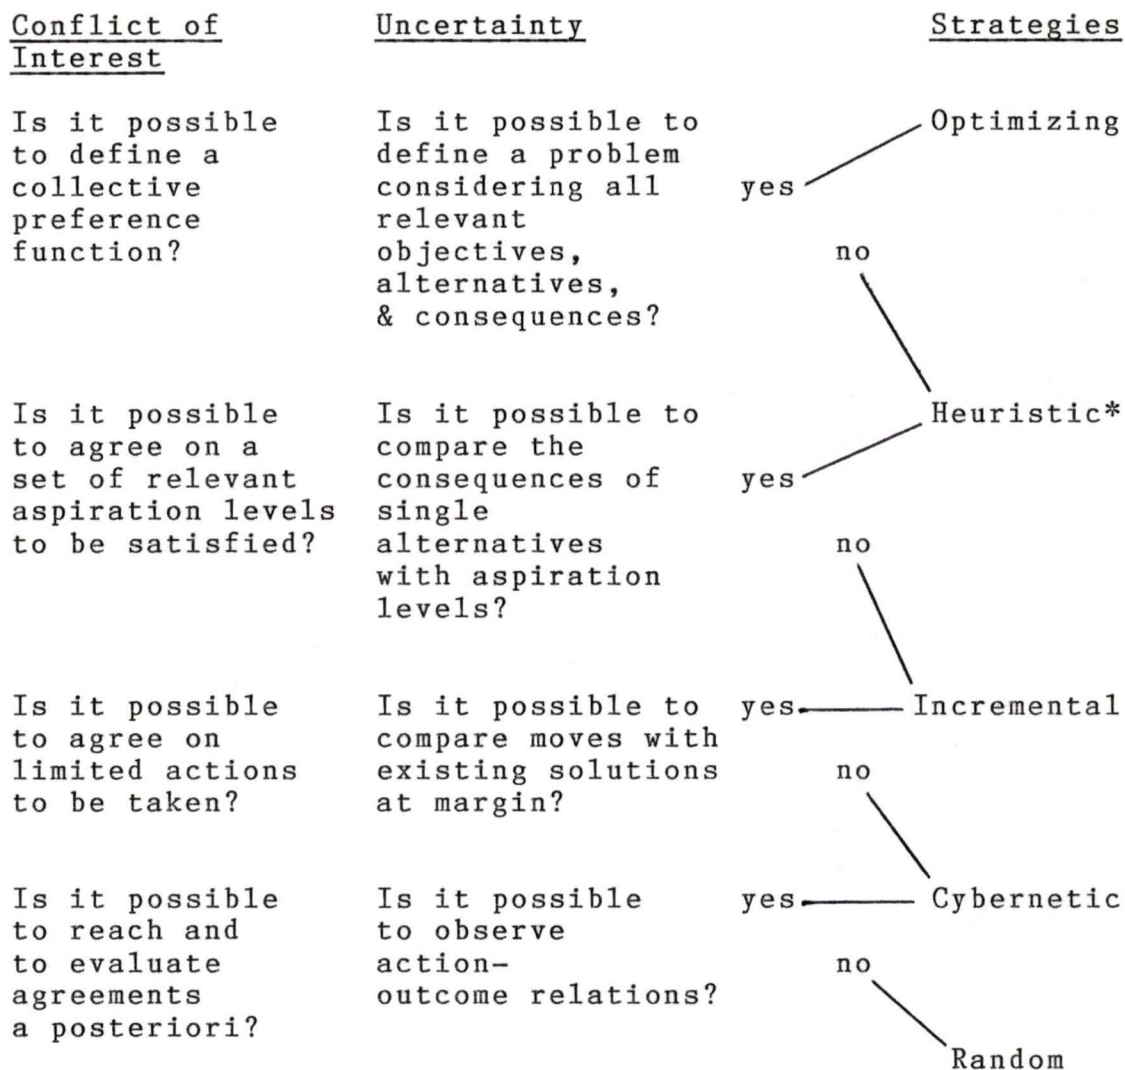 Conflict of Interest
Uncertainty
Strategies
Is it possible
to define a
collective
preference
function?
Is it possible to
define a problem
considering all
relevant
objectives,
alternatives,
& consequences?
yes
Optimizing
no
Is it possible
to agree on a
set of relevant
aspiration levels
to be satisfied?
Is it possible to
compare the
consequences of
single
alternatives
with aspiration
levels?
yes
Heuristic*
no
Is it possible
to agree on
limited actions
to be taken?
Is it possible to
compare moves with
existing solutions
at margin?
yes
Incremental
no
Is it possible
to reach and
to evaluate
agreements
a posteriori?
Is it possible
to observe
action-
outcome relations?
yes
Cybernetic
no
Random